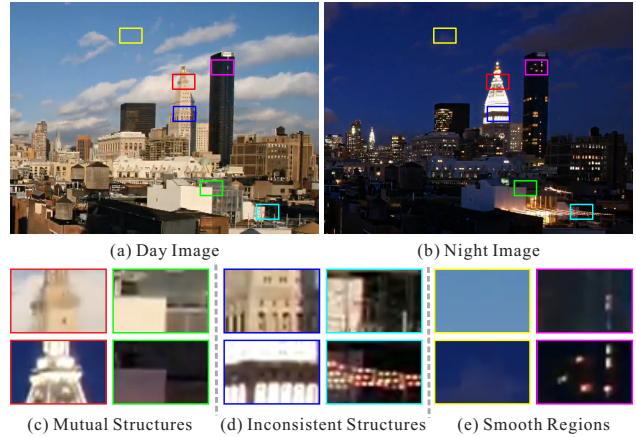 (a) Day Image
(b) Night Image
(c) Mutual Structures
(d) Inconsistent Structures
(e) Smooth Regions